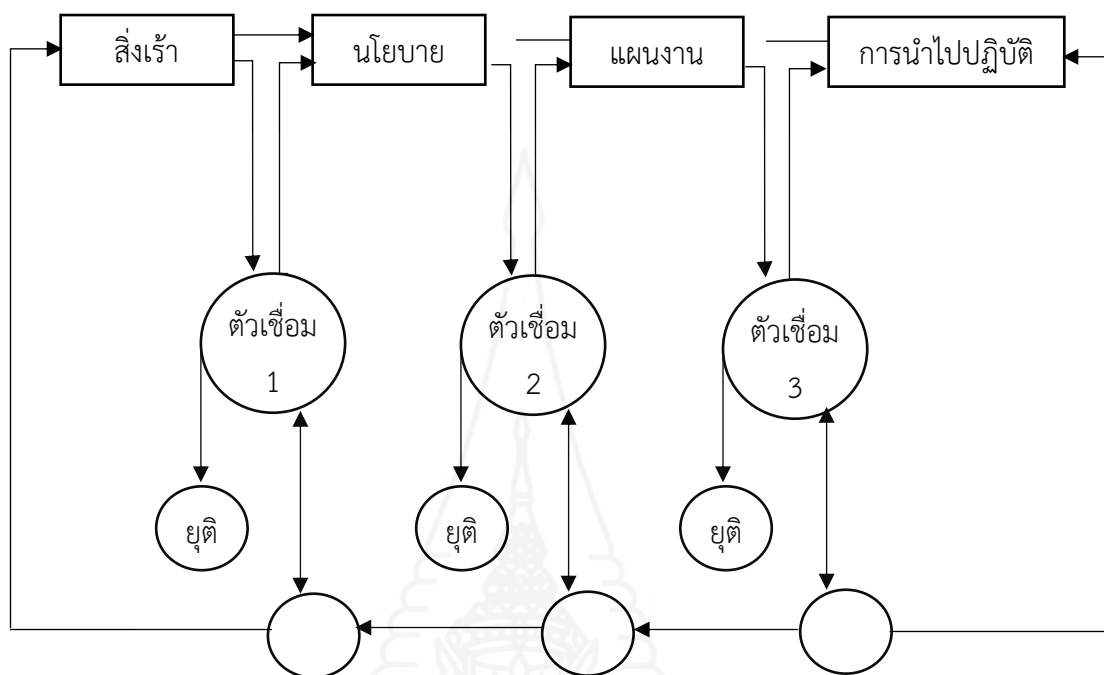 สิ่งเร้า
นโยบาย
แผนงาน
การนำไปปฏิบัติ
ตัวเชื่อม
1
ตัวเชื่อม
2
ตัวเชื่อม
3
ยุติ
ยุติ
ยุติ